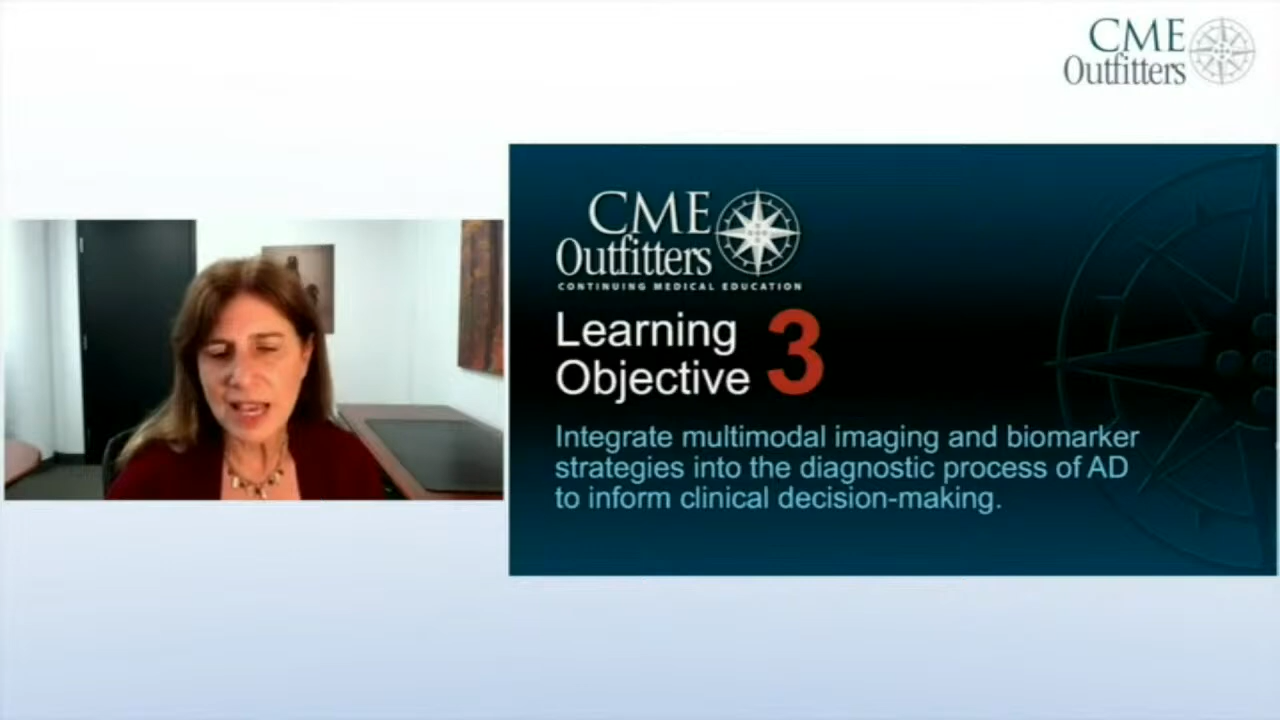 CME
Outfitters
CME
Outfitters
CONTINUING MEDICAL EDUCATION
Learning
Objective 3
Integrate multimodal imaging and biomarker
strategies into the diagnostic process of AD
to inform clinical decision-making.